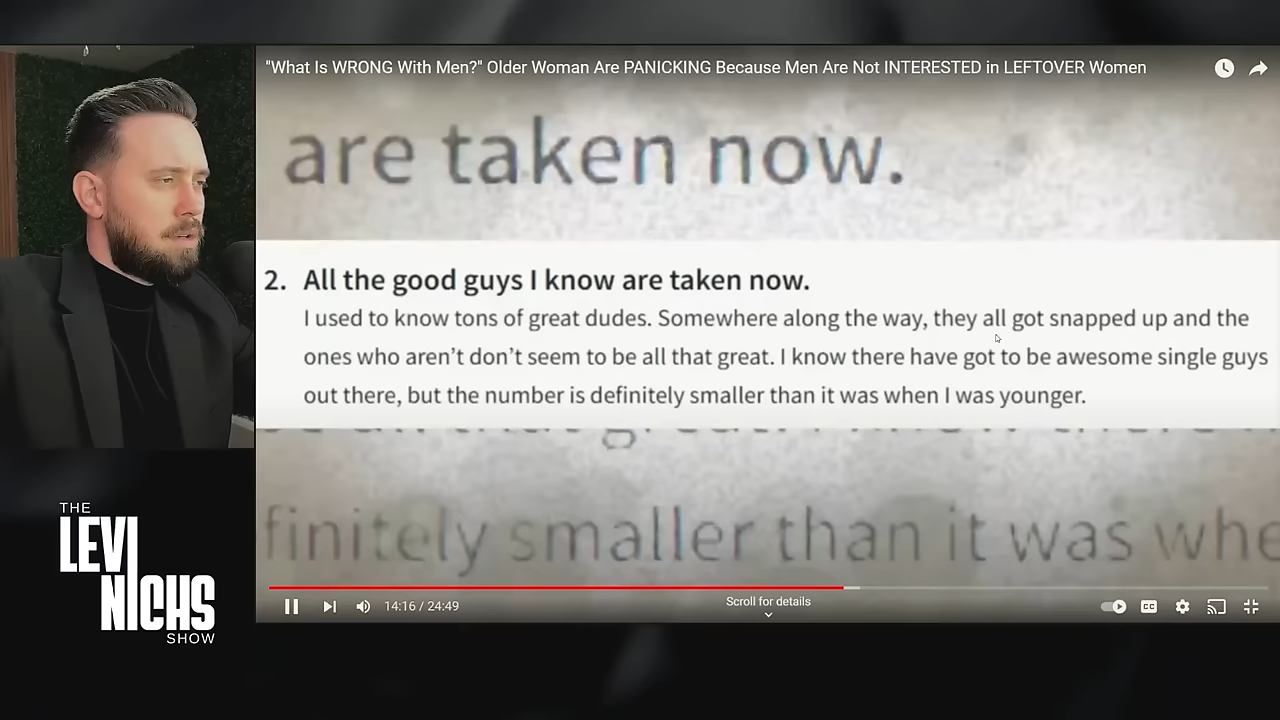 "What Is WRONG With Men?" Older Woman Are PANICKING Because Men Are Not INTERESTED in LEFTOVER Women
are taken now.
2. All the good guys I know are taken now.
I used to know tons of great dudes. Somewhere along the way, they all got snapped up and the
ones who aren't don't seem to be all that great. I know there have got to be awesome single guys
out there, but the number is definitely smaller than it was when I was younger.
finitely smaller than it was whe
14:16 / 24:49
Scroll for details
CC
THE
LEVI
NICHS
SHOW